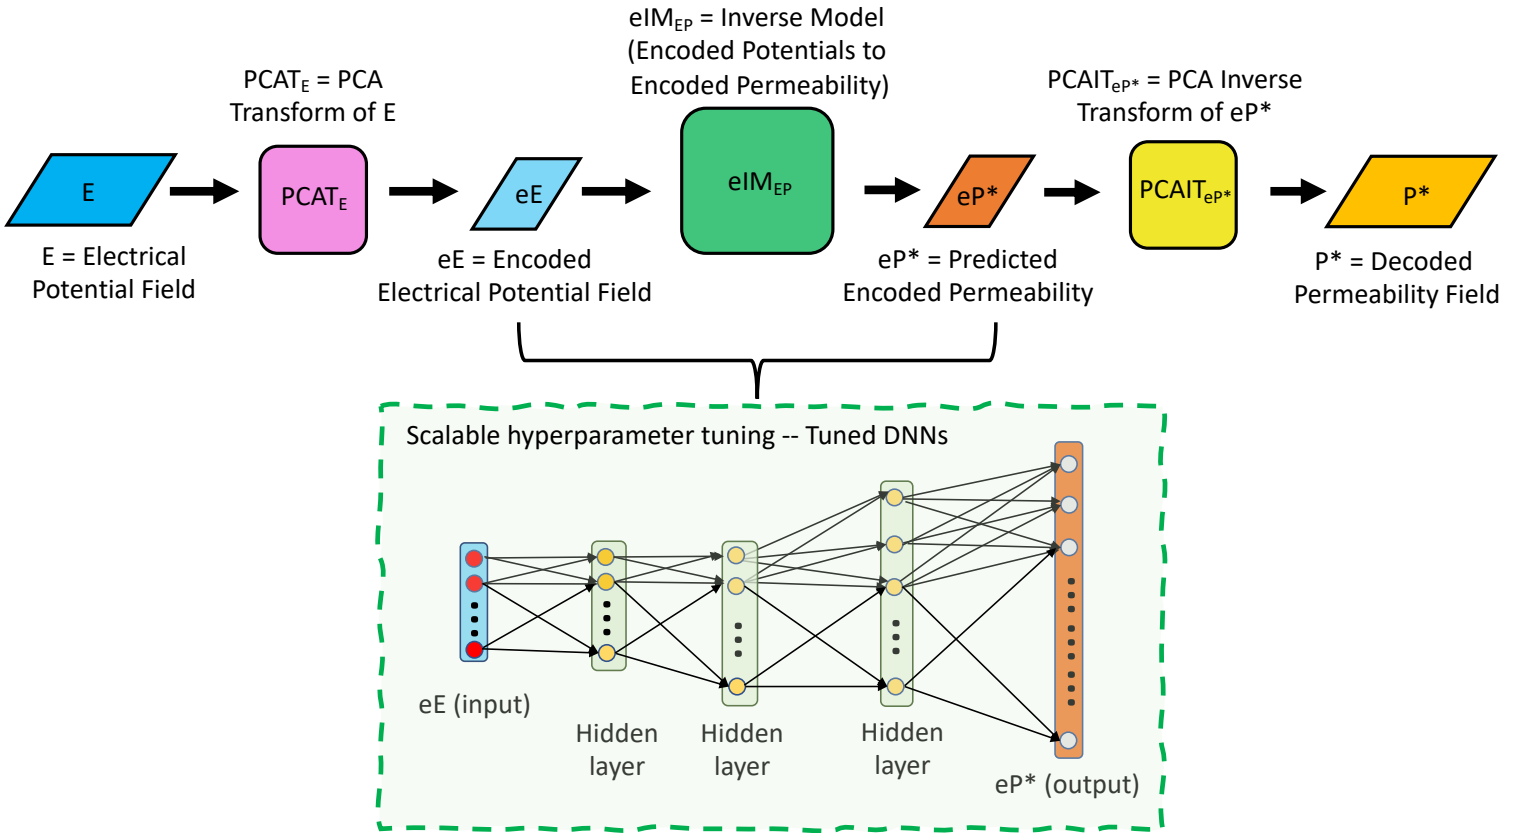 eIM_EP = Inverse Model
(Encoded Potentials to
Encoded Permeability)
PCAT_E = PCA
Transform of E
PCAIT_eP* = PCA Inverse
Transform of eP*
E
PCAT_E
eE
eIM_EP
eP*
PCAIT_eP*
P*
E = Electrical
Potential Field
eE = Encoded
Electrical Potential Field
eP* = Predicted
Encoded Permeability
P* = Decoded
Permeability Field
Scalable hyperparameter tuning -- Tuned DNNs
eE (input)
Hidden
layer
Hidden
layer
Hidden
layer
eP* (output)